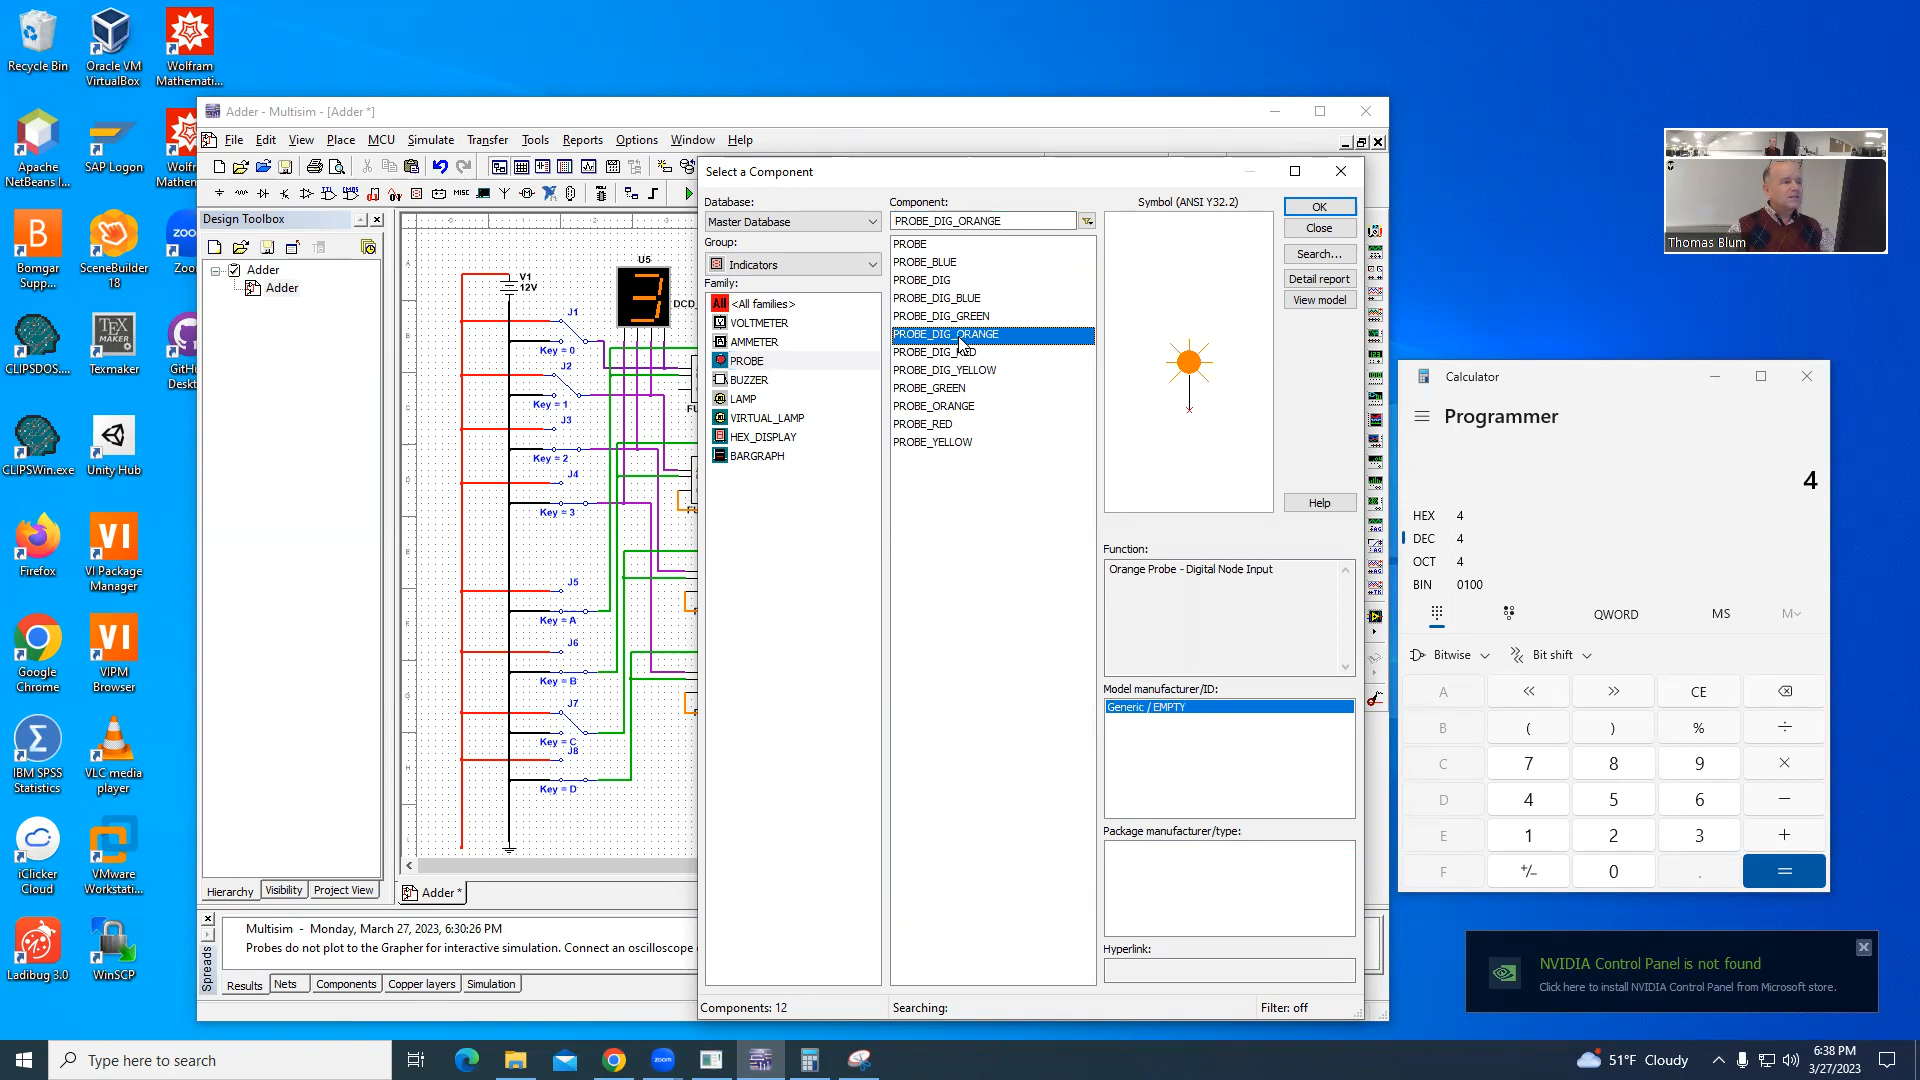 Recycle Bin
Oracle VM
VirtualBox
Wolfram
Mathemati...
Apache
NetBeans I...
SAP Logon
Wolfr
Mathem
Bomgar
Supp...
SceneBuilder
18
Zoo
CLIPSDOS....
Texmaker
GitH
Deskt
CLIPSWin.exe
Unity Hub
Firefox
VI Package
Manager
Google
Chrome
VIPM
Browser
IBM SPSS
Statistics
VLC media
player
iClicker
Cloud
VMware
Workstati...
Ladibug 3.0
WinSCP
Adder - Multisim - [Adder *]
File Edit View Place MCU Simulate Transfer Tools Reports Options Window Help
Design Toolbox
Adder
Adder
Hierarchy Visibility Project View
V1
12V
U5
DCD_
J1
Key = 0
J2
Key = 1
J3
Key = 2
J4
Key = 3
J5
Key = A
J6
Key = B
J7
Key = C
J8
Key = D
Adder *
Multisim - Monday, March 27, 2023, 6:30:26 PM
Probes do not plot to the Grapher for interactive simulation. Connect an oscilloscope
Spreads
Results Nets Components Copper layers Simulation
Select a Component
Database:
Master Database
Group:
Indicators
Family:
All <All families>
VOLTMETER
AMMETER
PROBE
BUZZER
LAMP
VIRTUAL_LAMP
HEX_DISPLAY
BARGRAPH
Component:
PROBE_DIG_ORANGE
PROBE
PROBE_BLUE
PROBE_DIG
PROBE_DIG_BLUE
PROBE_DIG_GREEN
PROBE_DIG_ORANGE
PROBE_DIG_RED
PROBE_DIG_YELLOW
PROBE_GREEN
PROBE_ORANGE
PROBE_RED
PROBE_YELLOW
Symbol (ANSI Y32.2)
OK
Close
Search...
Detail report
View model
Help
Function:
Orange Probe - Digital Node Input
Model manufacturer/ID:
Generic / EMPTY
Package manufacturer/type:
Hyperlink:
Components: 12
Searching:
Filter: off
Thomas Blum
Calculator
Programmer
4
HEX 4
DEC 4
OCT 4
BIN 0100
QWORD MS M
Bitwise Bit shift
A << >> CE
B ( ) % ÷
C 7 8 9 ×
D 4 5 6 −
E 1 2 3 +
F +/− 0 . =
NVIDIA Control Panel is not found
Click here to install NVIDIA Control Panel from Microsoft store.
Type here to search
zoom
51°F Cloudy
6:38 PM
3/27/2023